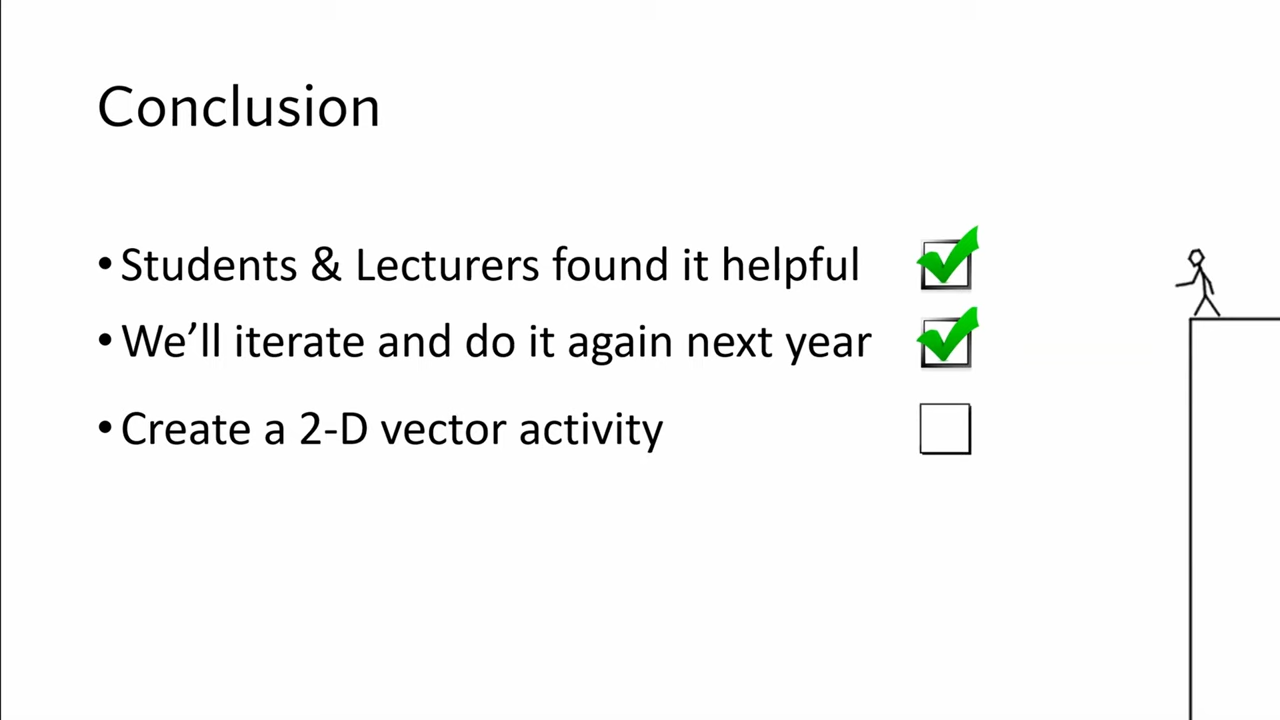 Conclusion
• Students & Lecturers found it helpful
• We’ll iterate and do it again next year
• Create a 2-D vector activity